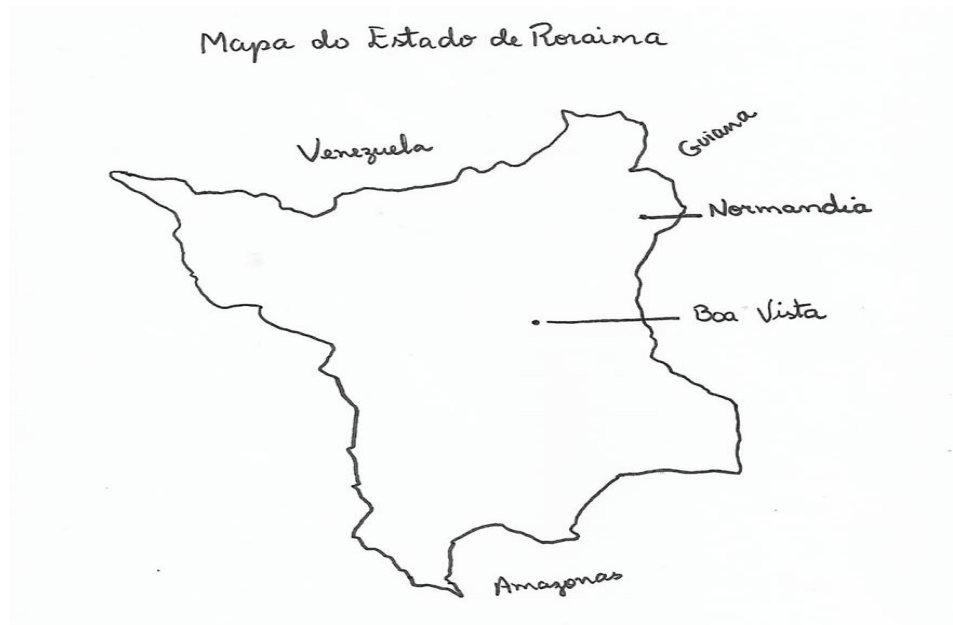 Mapa do Estado de Roraima
Venezuela
Guiana
Normandia
Boa Vista
Amazonas